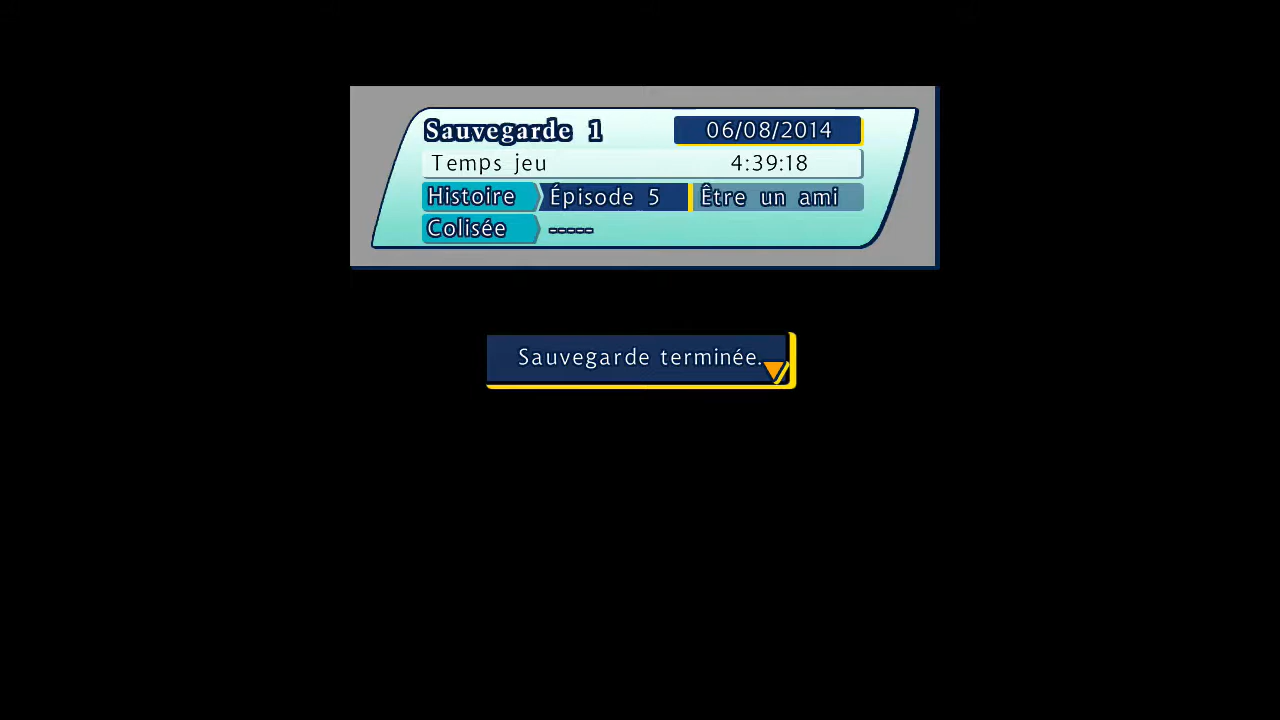 Sauvegarde 1 06/08/2014
Temps jeu 4:39:18
Histoire Épisode 5 Être un ami
Colisée -----
Sauvegarde terminée.